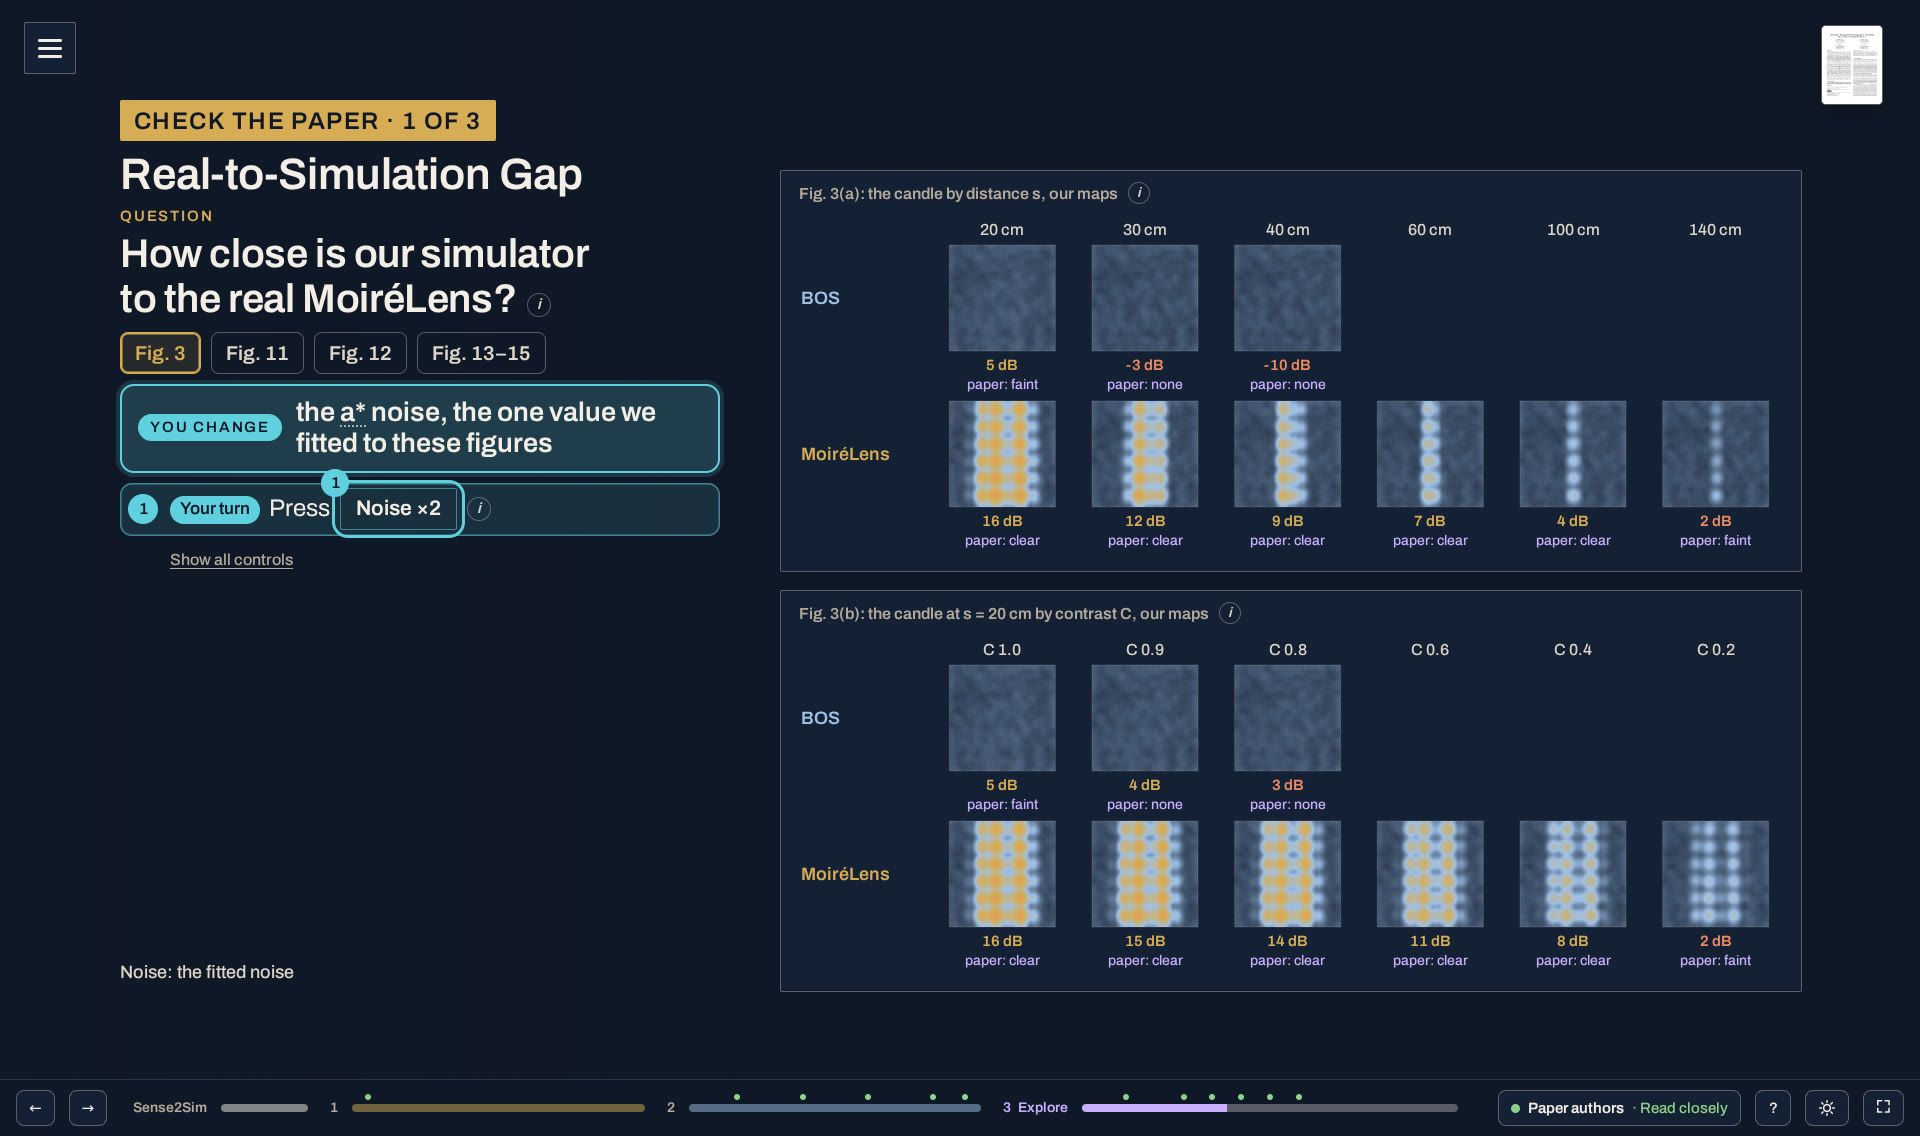 CHECK THE PAPER · 1 OF 3
Real-to-Simulation Gap
QUESTION
How close is our simulator
to the real MoiréLens? i
Fig. 3 Fig. 11 Fig. 12 Fig. 13–15
YOU CHANGE the a* noise, the one value we
fitted to these figures
1
1 Your turn Press Noise ×2 i
Show all controls
Noise: the fitted noise
Fig. 3(a): the candle by distance s, our maps i
20 cm 30 cm 40 cm 60 cm 100 cm 140 cm
BOS
5 dB -3 dB -10 dB
paper: faint paper: none paper: none
MoiréLens
16 dB 12 dB 9 dB 7 dB 4 dB 2 dB
paper: clear paper: clear paper: clear paper: clear paper: clear paper: faint
Fig. 3(b): the candle at s = 20 cm by contrast C, our maps i
C 1.0 C 0.9 C 0.8 C 0.6 C 0.4 C 0.2
BOS
5 dB 4 dB 3 dB
paper: faint paper: none paper: none
MoiréLens
16 dB 15 dB 14 dB 11 dB 8 dB 2 dB
paper: clear paper: clear paper: clear paper: clear paper: clear paper: faint
← → Sense2Sim 1 2 3 Explore Paper authors · Read closely ?